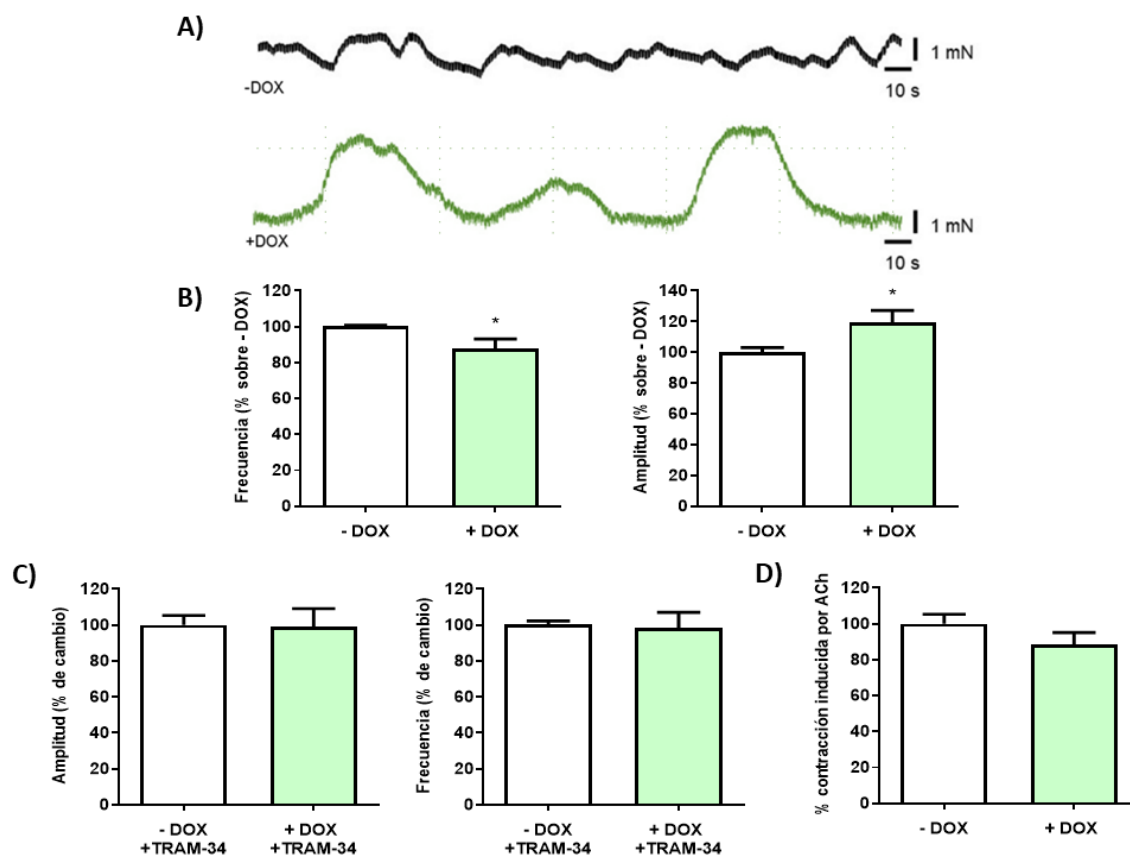 A)
1 mN
10 s
-DOX
1 mN
10 s
+DOX
B)
Frecuencia (% sobre - DOX)
120
100
80
60
40
20
0
- DOX
+ DOX
*
Amplitud (% sobre - DOX)
140
120
100
80
60
40
20
0
- DOX
+ DOX
*
C)
Amplitud (% de cambio)
120
100
80
60
40
20
0
- DOX
+TRAM-34
+ DOX
+TRAM-34
Frecuencia (% de cambio)
120
100
80
60
40
20
0
- DOX
+TRAM-34
+ DOX
+TRAM-34
D)
% contracción inducida por ACh
120
100
80
60
40
20
0
- DOX
+ DOX